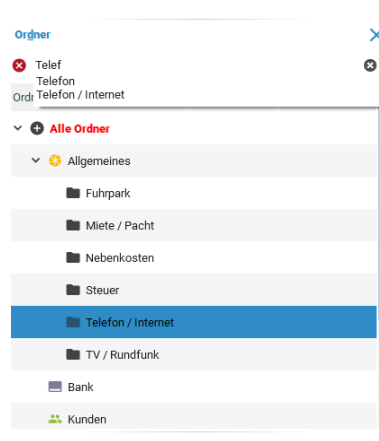 Ordner
Telef
Telefon
Telefon / Internet
Alle Ordner
Allgemeines
Fuhrpark
Miete / Pacht
Nebenkosten
Steuer
Telefon / Internet
TV / Rundfunk
Bank
Kunden